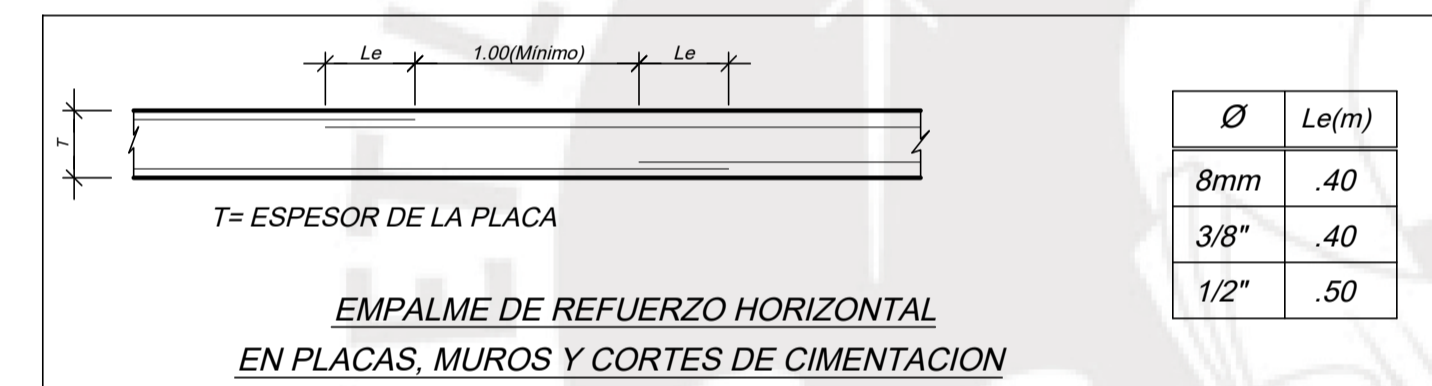 Le 1.00(Mínimo) Le
T
T= ESPESOR DE LA PLACA
EMPALME DE REFUERZO HORIZONTAL
EN PLACAS, MUROS Y CORTES DE CIMENTACION
Ø Le(m)
8mm .40
3/8" .40
1/2" .50